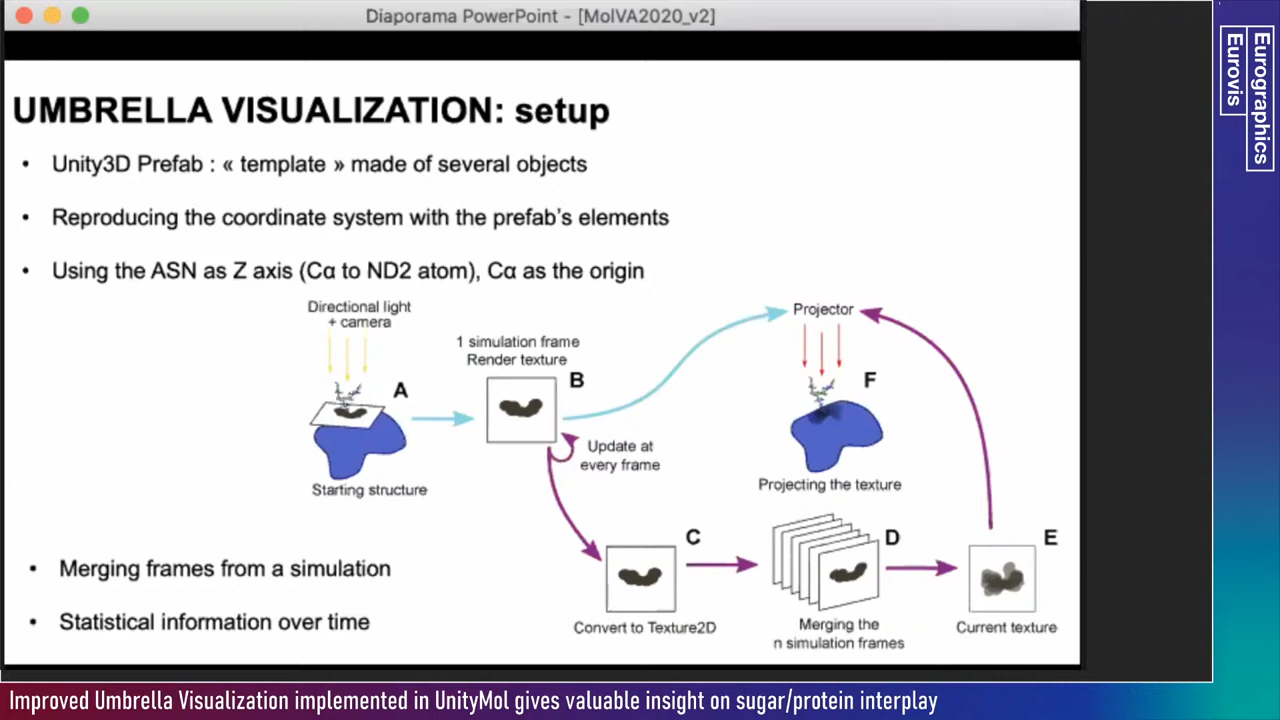 Diaporama PowerPoint - [MolVA2020_v2]
Eurographics
Eurovis
UMBRELLA VISUALIZATION: setup
• Unity3D Prefab : « template » made of several objects
• Reproducing the coordinate system with the prefab's elements
• Using the ASN as Z axis (Cα to ND2 atom), Cα as the origin
Directional light
+ camera
A
Starting structure
1 simulation frame
Render texture
B
Update at
every frame
Projector
F
Projecting the texture
C
Convert to Texture2D
D
Merging the
n simulation frames
E
Current texture
• Merging frames from a simulation
• Statistical information over time
Improved Umbrella Visualization implemented in UnityMol gives valuable insight on sugar/protein interplay